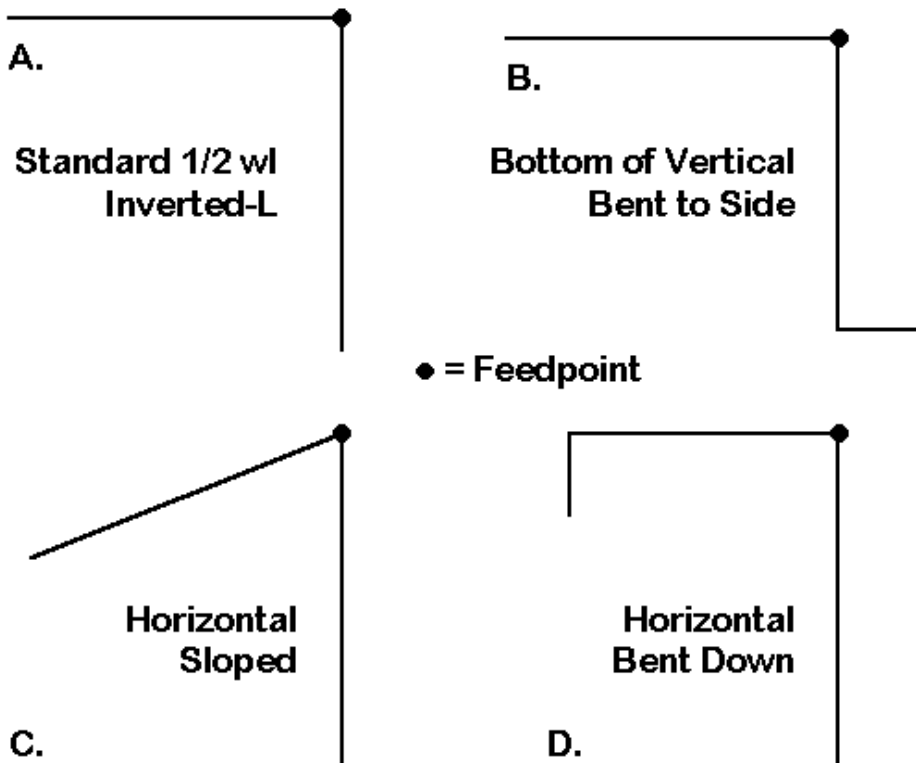 A.
Standard 1/2 wl
Inverted-L
B.
Bottom of Vertical
Bent to Side
= Feedpoint
Horizontal
Sloped
C.
Horizontal
Bent Down
D.